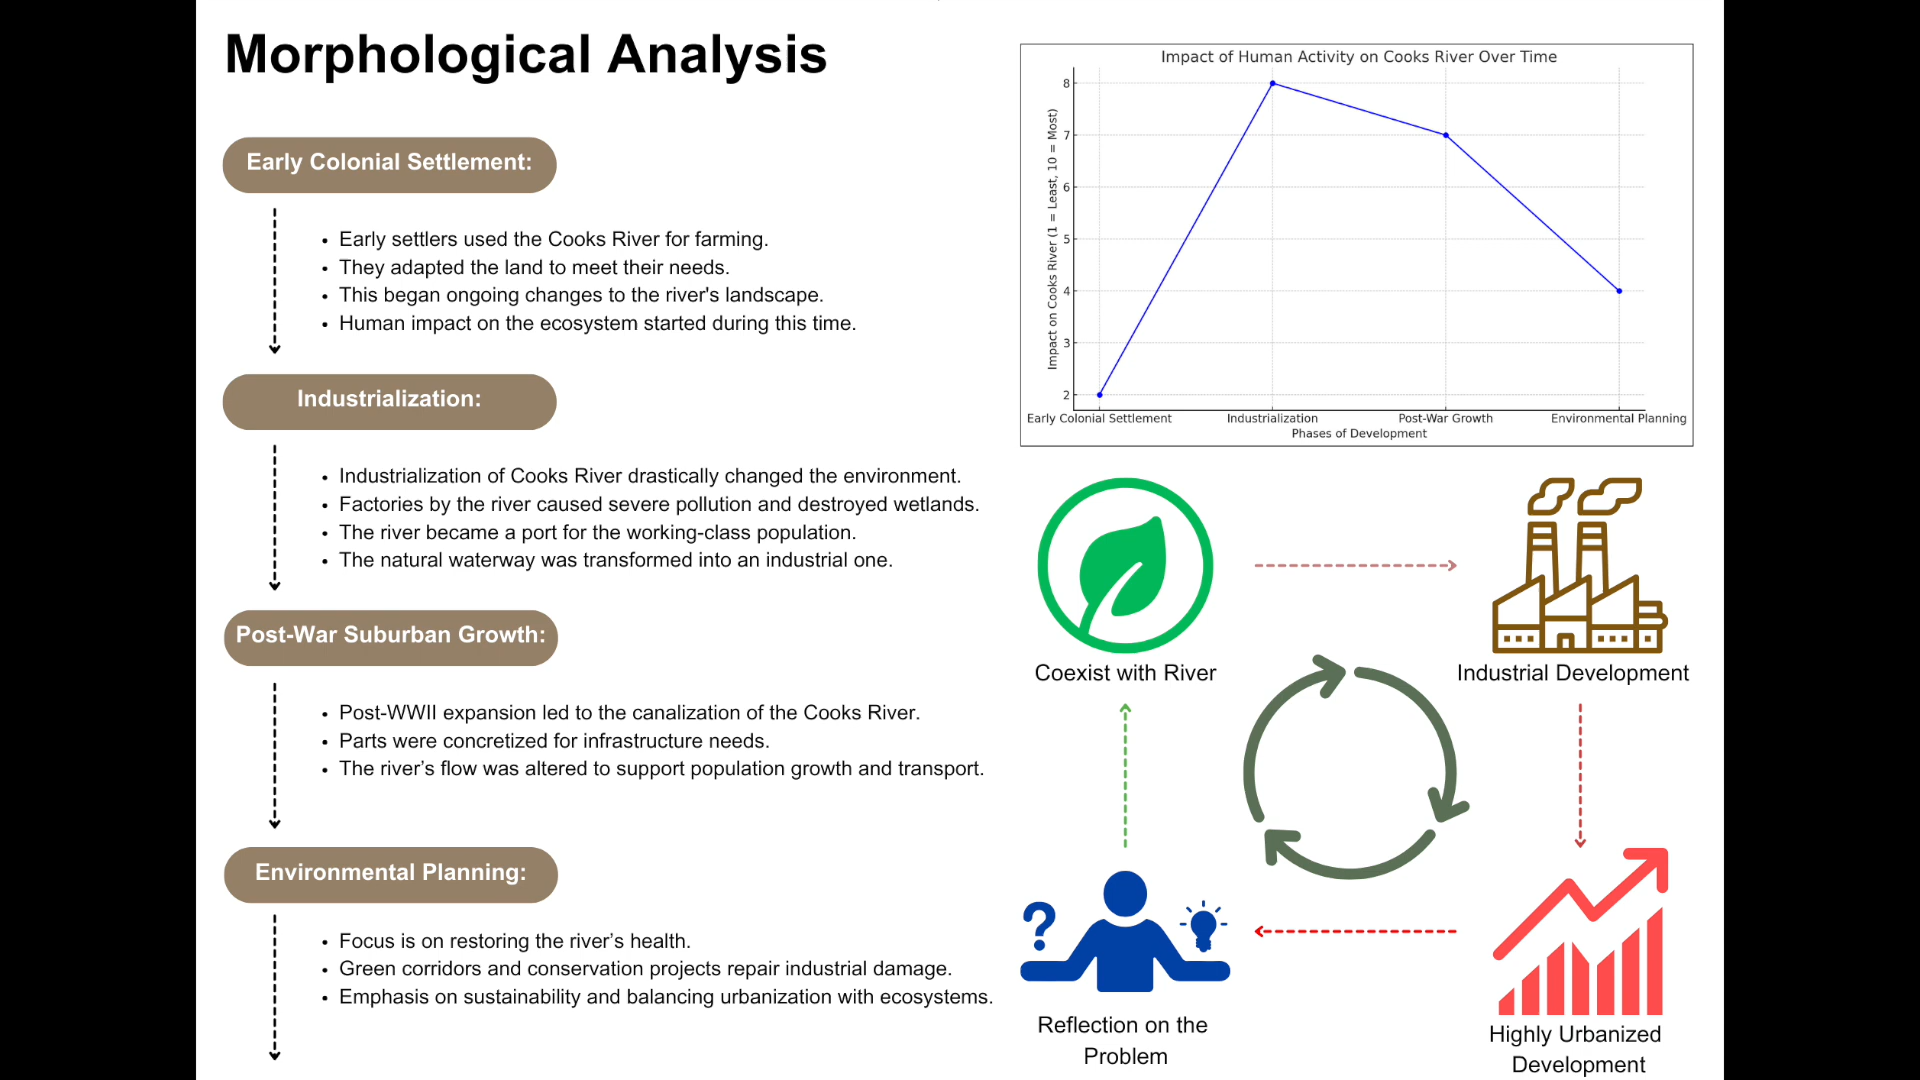 Morphological Analysis
Early Colonial Settlement:
• Early settlers used the Cooks River for farming.
• They adapted the land to meet their needs.
• This began ongoing changes to the river's landscape.
• Human impact on the ecosystem started during this time.
Industrialization:
• Industrialization of Cooks River drastically changed the environment.
• Factories by the river caused severe pollution and destroyed wetlands.
• The river became a port for the working-class population.
• The natural waterway was transformed into an industrial one.
Post-War Suburban Growth:
• Post-WWII expansion led to the canalization of the Cooks River.
• Parts were concretized for infrastructure needs.
• The river’s flow was altered to support population growth and transport.
Environmental Planning:
• Focus is on restoring the river’s health.
• Green corridors and conservation projects repair industrial damage.
• Emphasis on sustainability and balancing urbanization with ecosystems.
Impact of Human Activity on Cooks River Over Time
Impact on Cooks River (1 = Least, 10 = Most)
8
7
6
5
4
3
2
Early Colonial Settlement Industrialization Post-War Growth Environmental Planning
Phases of Development
Coexist with River
Industrial Development
?
Reflection on the
Problem
Highly Urbanized
Development